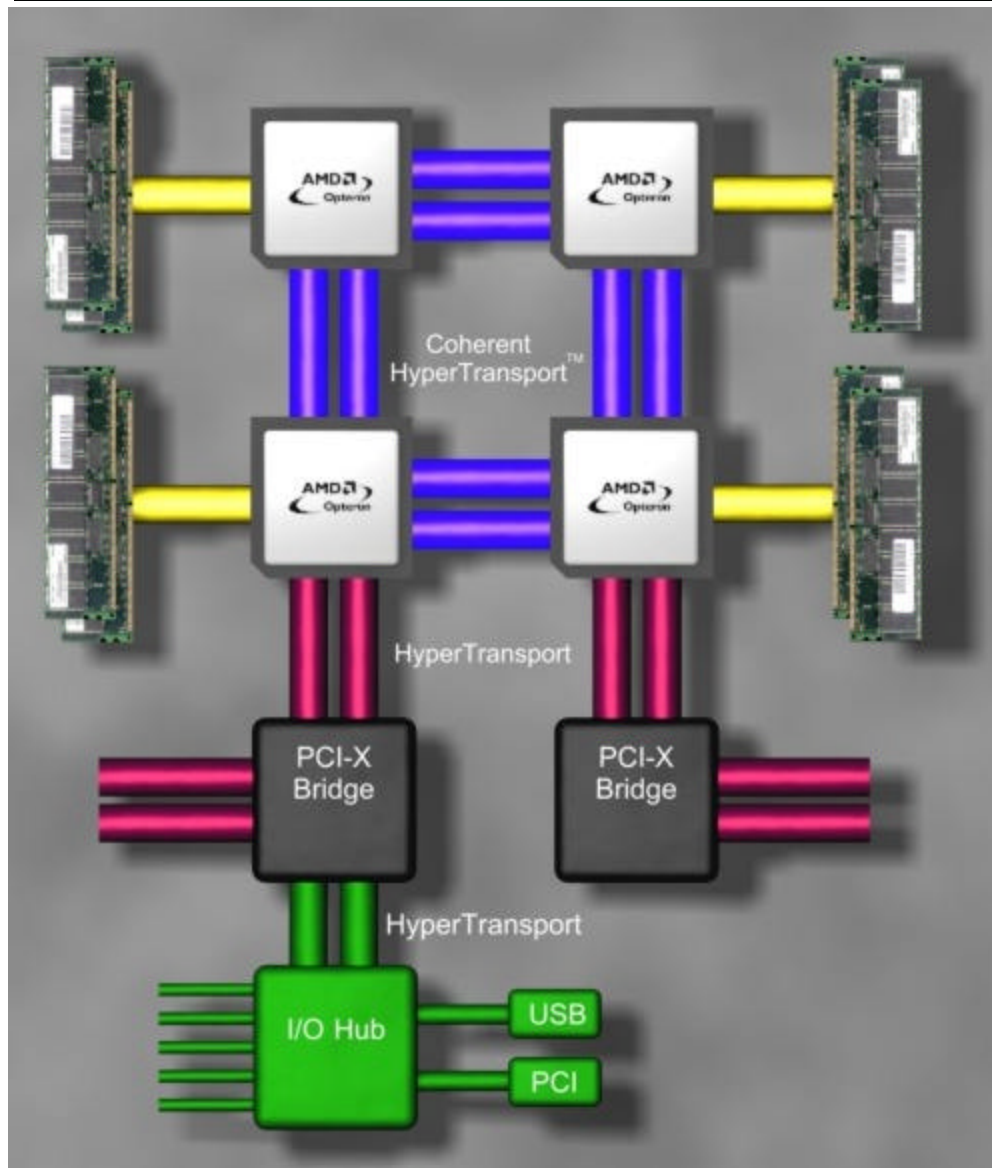 AMD
Opteron
AMD
Opteron
Coherent
HyperTransport™
AMD
Opteron
AMD
Opteron
HyperTransport
PCI-X
Bridge
PCI-X
Bridge
HyperTransport
I/O Hub
USB
PCI